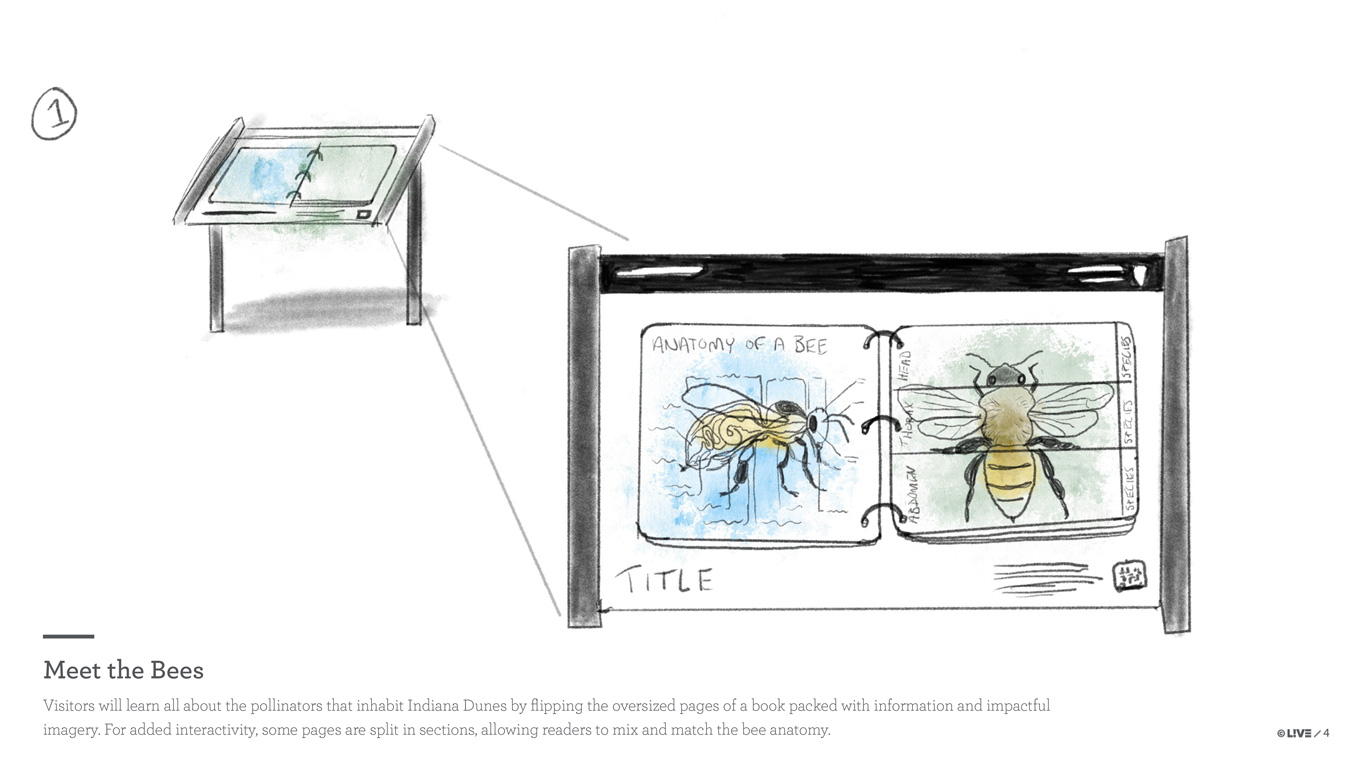 1
ANATOMY OF A BEE
HEAD
THORAX
ABDOMEN
SPECIES
SPECIES
SPECIES
TITLE
Meet the Bees
Visitors will learn all about the pollinators that inhabit Indiana Dunes by flipping the oversized pages of a book packed with information and impactful
imagery. For added interactivity, some pages are split in sections, allowing readers to mix and match the bee anatomy.
© L!VE / 4